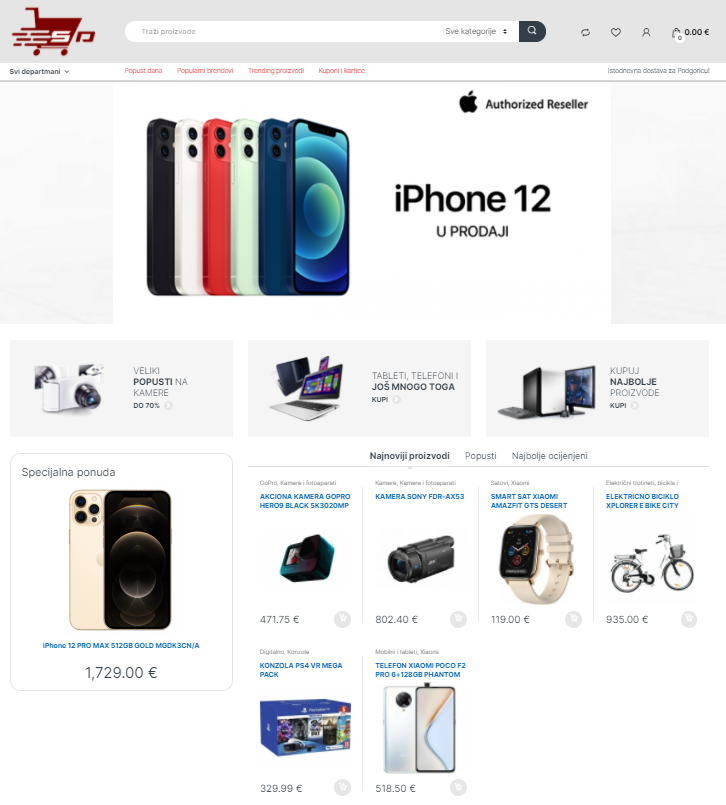 SD
Traži proizvode
Sve kategorije
0.00 €
0
Svi departmani
Popust dana
Popularni brendovi
Trending proizvodi
Kuponi i kartice
Istodnevna dostava za Podgoricu!
Authorized Reseller
iPhone 12
U PRODAJI
VELIKI
POPUSTI NA
KAMERE
DO 70%
TABLETI, TELEFONI I
JOŠ MNOGO TOGA
KUPI
KUPUJ
NAJBOLJE
PROIZVODE
KUPI
Specijalna ponuda
iPhone 12 PRO MAX 512GB GOLD MGDK3CN/A
1,729.00 €
Najnoviji proizvodi
Popusti
Najbolje ocijenjeni
GoPro, Kamere i fotoaparati
AKCIONA KAMERA GOPRO
HERO9 BLACK 5K3020MP
471.75 €
Kamere, Kamere i fotoaparati
KAMERA SONY FDR-AX53
802.40 €
Satovi, Xiaomi
SMART SAT XIAOMI
AMAZFIT GTS DESERT
119.00 €
Električni trotineti, bicikle i
ELEKTRICNO BICIKLO
XPLORER E BIKE CITY
935.00 €
Digitalno, Konzole
KONZOLA PS4 VR MEGA
PACK
329.99 €
Mobilni i tableti, Xiaomi
TELEFON XIAOMI POCO F2
PRO 6+128GB PHANTOM
518.50 €